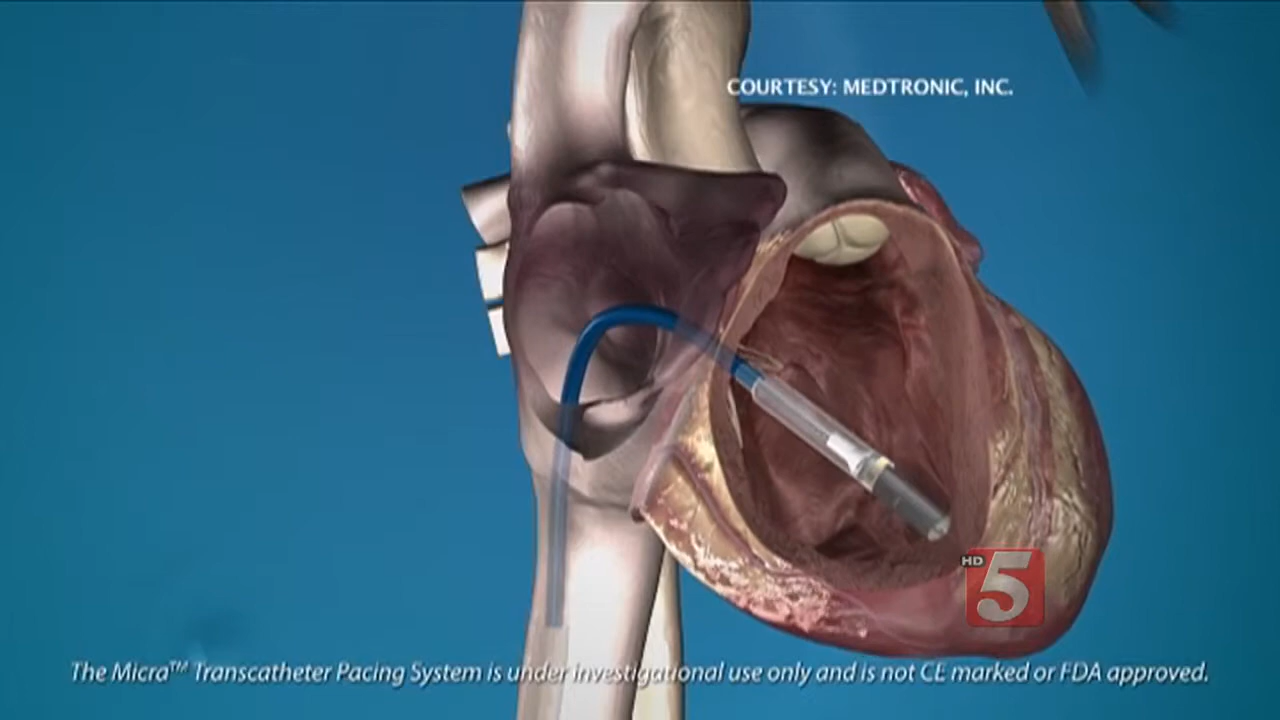 COURTESY: MEDTRONIC, INC.
HD
5
The Micra™ Transcatheter Pacing System is under investigational use only and is not CE marked or FDA approved.